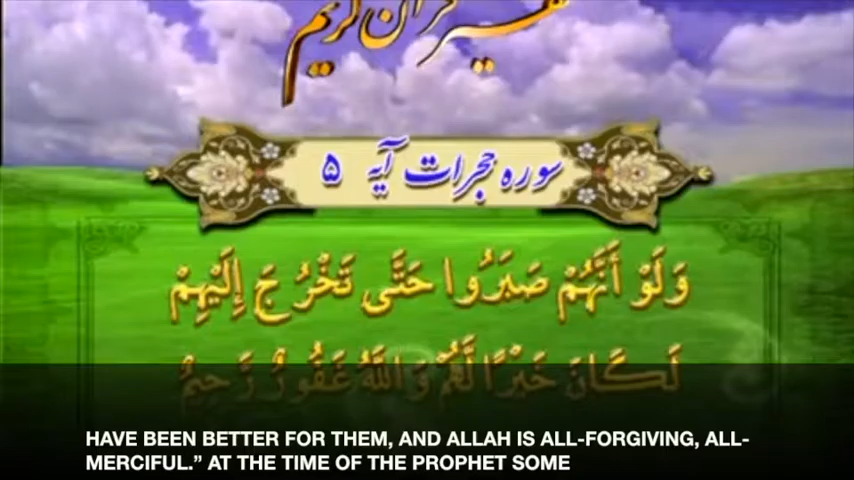 تفسیر قرآن کریم
سوره حجرات آیه ۵
وَلَوْ أَنَّهُمْ صَبَرُوا حَتَّى تَخْرُجَ إِلَيْهِمْ
لَكَانَ خَيْرًا لَّهُمْ وَاللَّهُ غَفُورٌ رَّحِيمٌ
HAVE BEEN BETTER FOR THEM, AND ALLAH IS ALL-FORGIVING, ALL-
MERCIFUL.” AT THE TIME OF THE PROPHET SOME